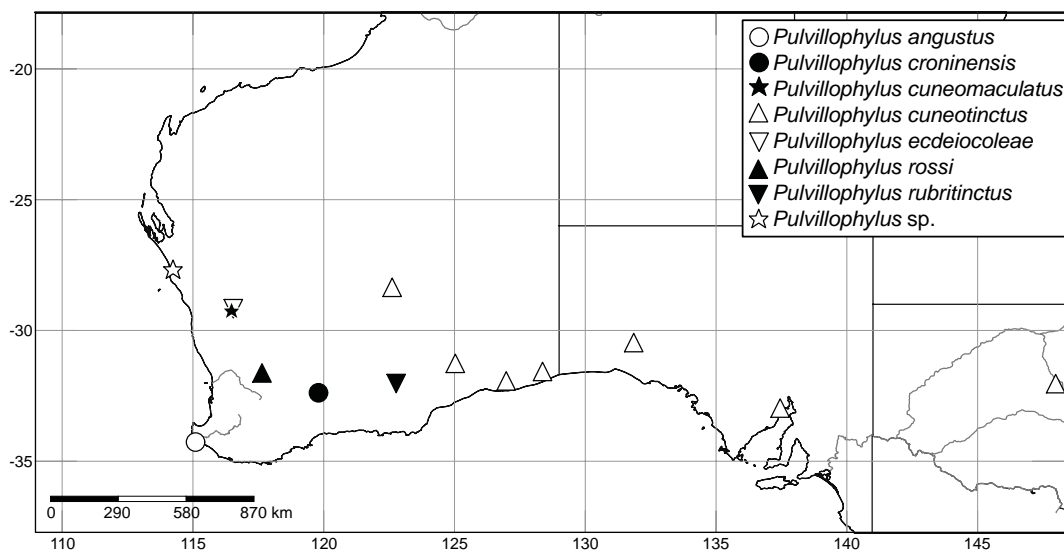 Pulvillophylus angustus
Pulvillophylus croninensis
Pulvillophylus cuneomaculatus
Pulvillophylus cuneotinctus
Pulvillophylus ecdeiocoleae
Pulvillophylus rossi
Pulvillophylus rubritinctus
Pulvillophylus sp.
-20
-25
-30
-35
0 290 580 870 km
110 115 120 125 130 135 140 145